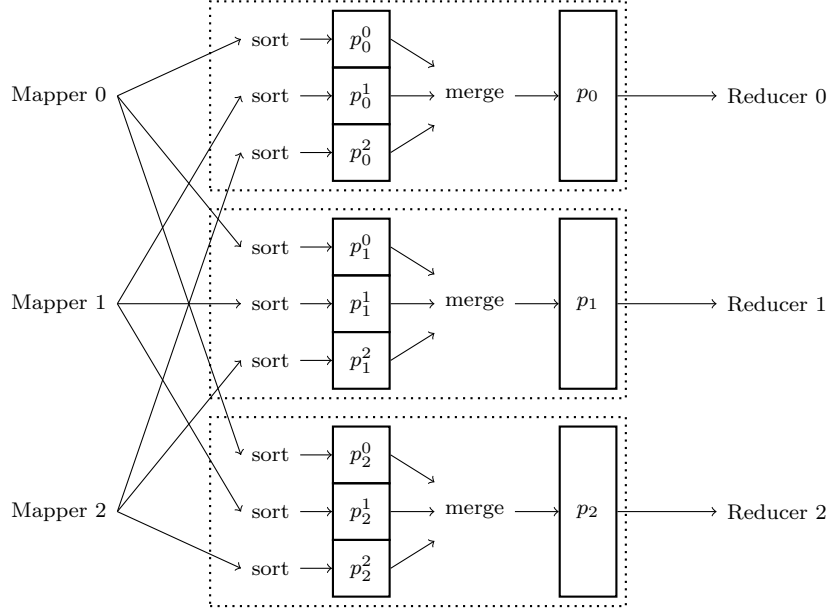 sort p_0^0
Mapper 0 sort p_0^1 merge p_0 Reducer 0
sort p_0^2
sort p_1^0
Mapper 1 sort p_1^1 merge p_1 Reducer 1
sort p_1^2
sort p_2^0
Mapper 2 sort p_2^1 merge p_2 Reducer 2
sort p_2^2